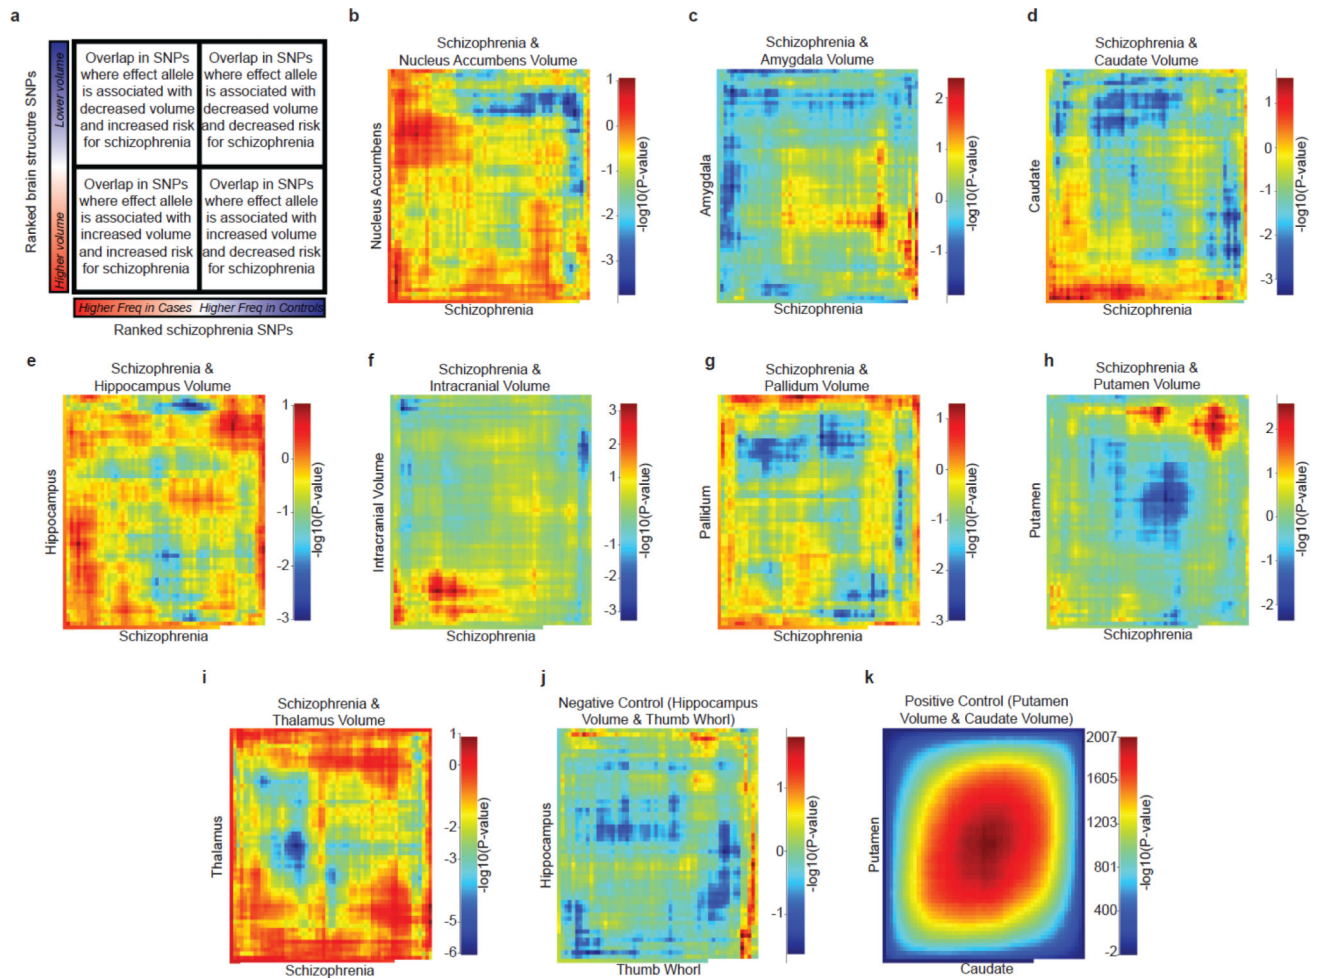 a
Ranked brain strucutre SNPs
Lower volume
Higher volume
Overlap in SNPs
where effect allele
is associated with
decreased volume
and increased risk
for schizophrenia
Overlap in SNPs
where effect allele
is associated with
decreased volume
and decreased risk
for schizophrenia
Overlap in SNPs
where effect allele
is associated with
increased volume
and increased risk
for schizophrenia
Overlap in SNPs
where effect allele
is associated with
increased volume
and decreased risk
for schizophrenia
Higher Freq in Cases Higher Freq in Controls
Ranked schizophrenia SNPs
b
Schizophrenia &
Nucleus Accumbens Volume
Nucleus Accumbens
Schizophrenia
1
0
-1
-2
-3
-log10(P-value)
c
Schizophrenia &
Amygdala Volume
Amygdala
Schizophrenia
2
1
0
-1
-log10(P-value)
d
Schizophrenia &
Caudate Volume
Caudate
Schizophrenia
1
0
-1
-2
-3
-log10(P-value)
e
Schizophrenia &
Hippocampus Volume
Hippocampus
Schizophrenia
1
0
-1
-2
-3
-log10(P-value)
f
Schizophrenia &
Intracranial Volume
Intracranial Volume
Schizophrenia
3
2
1
-1
-2
-3
-log10(P-value)
g
Schizophrenia &
Pallidum Volume
Pallidum
Schizophrenia
1
0
-1
-2
-3
-log10(P-value)
h
Schizophrenia &
Putamen Volume
Putamen
Schizophrenia
2
1
0
-1
-2
-log10(P-value)
i
Schizophrenia &
Thalamus Volume
Thalamus
Schizophrenia
1
0
-2
-3
-5
-6
-log10(P-value)
j
Negative Control (Hippocampus
Volume & Thumb Whorl)
Hippocampus
Thumb Whorl
1
0
-1
-log10(P-value)
k
Positive Control (Putamen
Volume & Caudate Volume)
Putamen
Caudate
2007
1605
1203
801
400
-2
-log10(P-value)